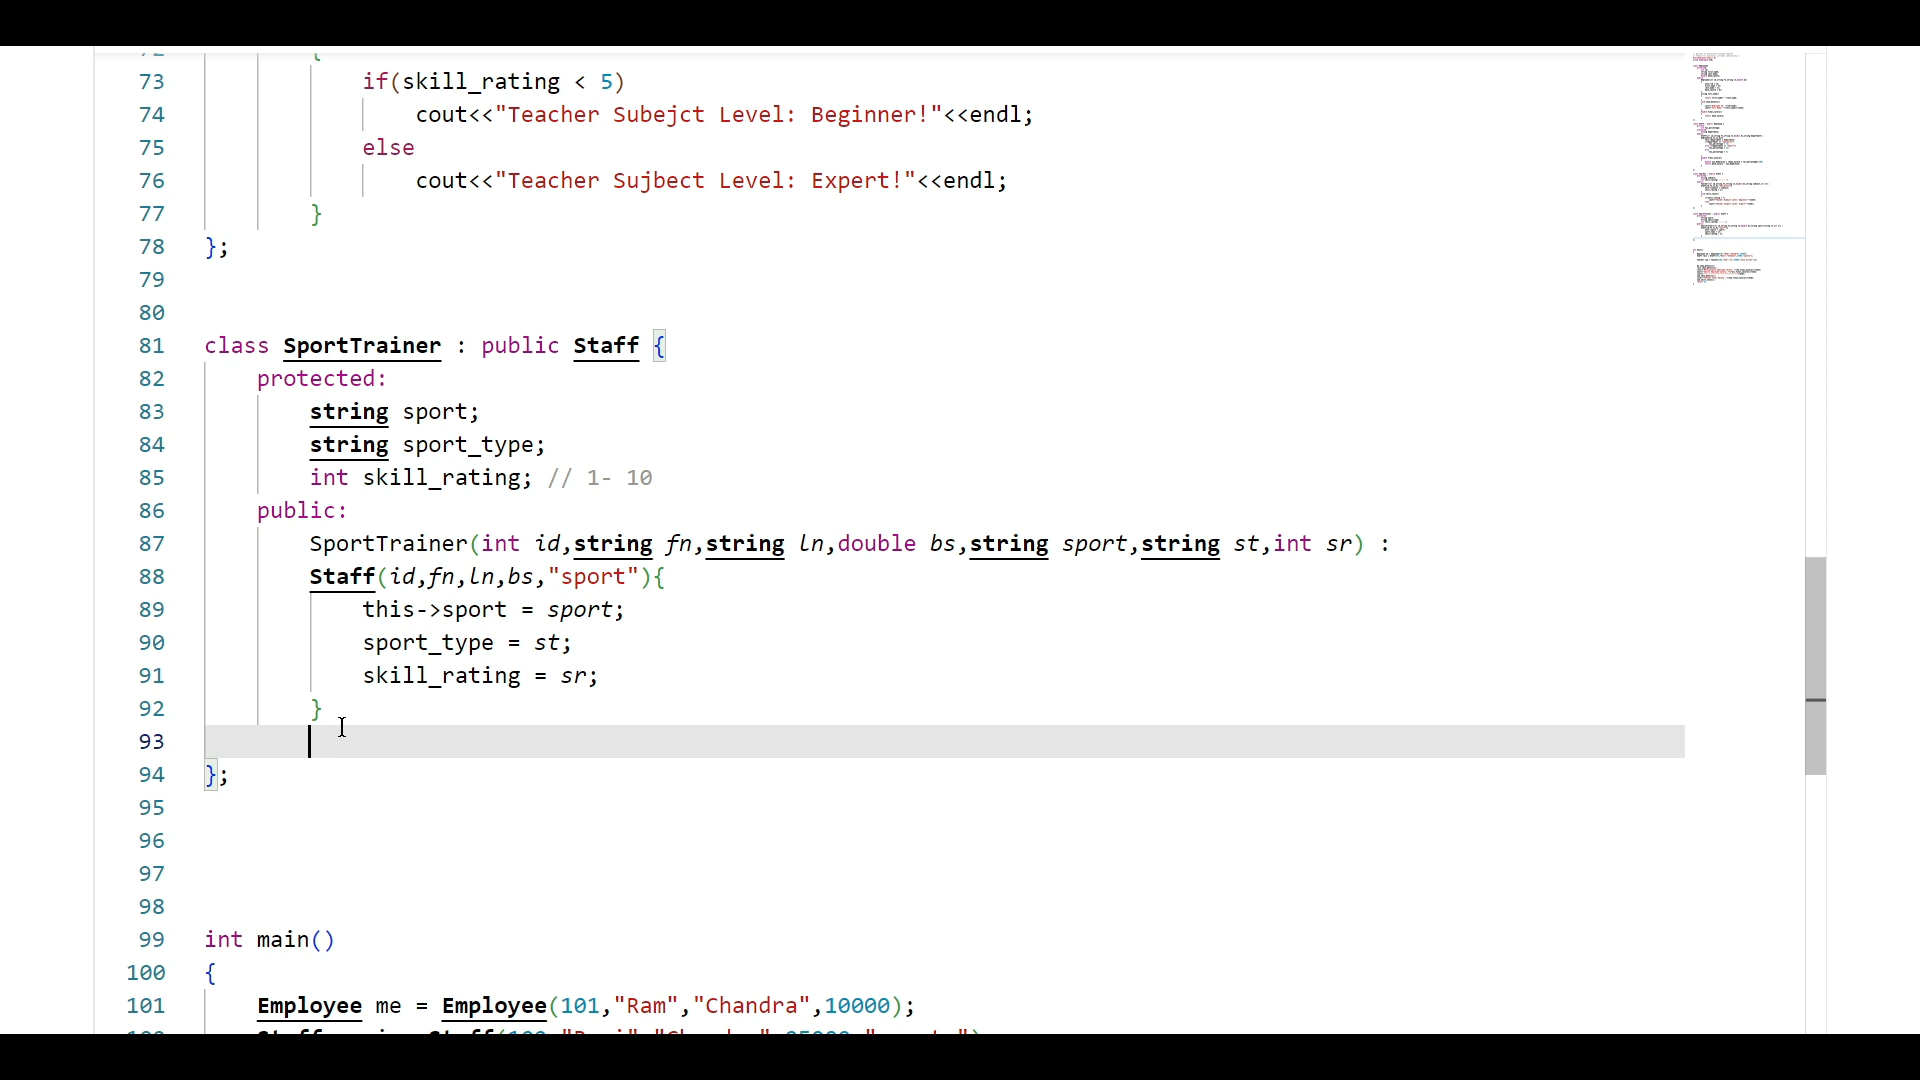 73 if(skill_rating < 5)
74 cout<<"Teacher Subejct Level: Beginner!"<<endl;
75 else
76 cout<<"Teacher Sujbect Level: Expert!"<<endl;
77 }
78 };
79
80
81 class SportTrainer : public Staff {
82 protected:
83 string sport;
84 string sport_type;
85 int skill_rating; // 1- 10
86 public:
87 SportTrainer(int id,string fn,string ln,double bs,string sport,string st,int sr) :
88 Staff(id,fn,ln,bs,"sport"){
89 this->sport = sport;
90 sport_type = st;
91 skill_rating = sr;
92 }
93
94 };
95
96
97
98
99 int main()
100 {
101 Employee me = Employee(101,"Ram","Chandra",10000);